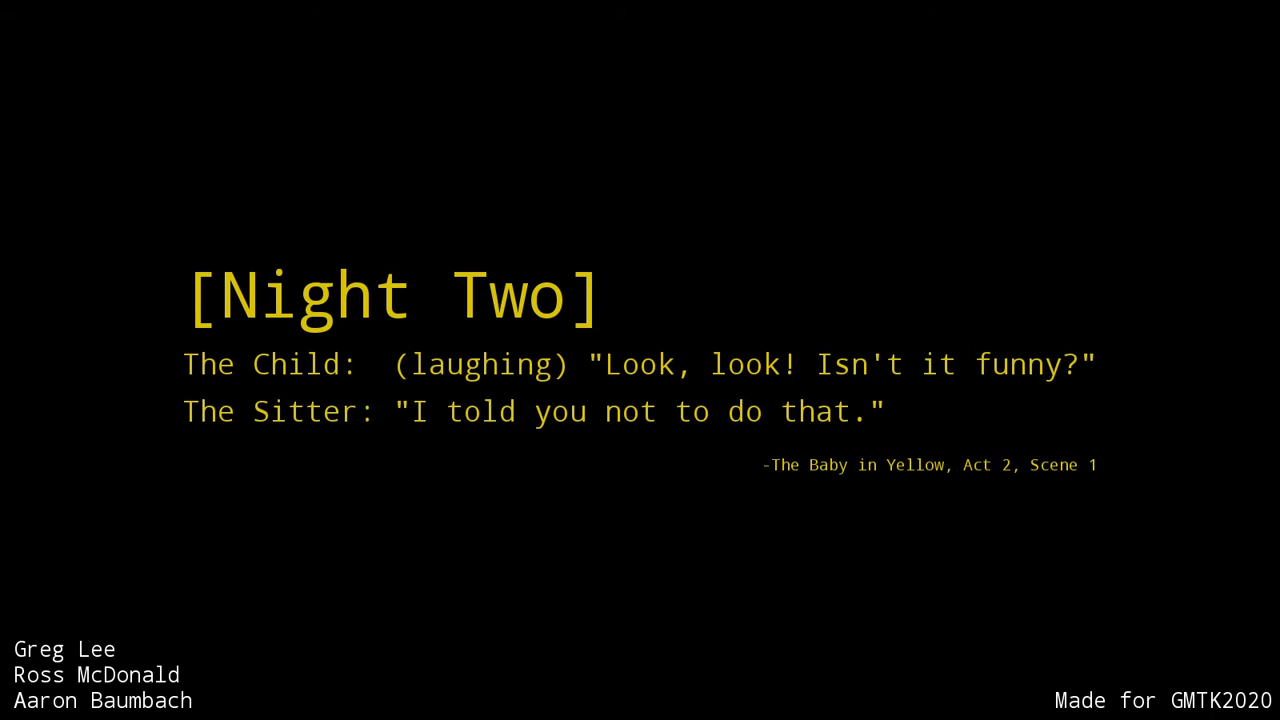 [Night Two]
The Child:  (laughing) "Look, look! Isn't it funny?"
The Sitter: "I told you not to do that."
-The Baby in Yellow, Act 2, Scene 1
Greg Lee
Ross McDonald
Aaron Baumbach
Made for GMTK2020